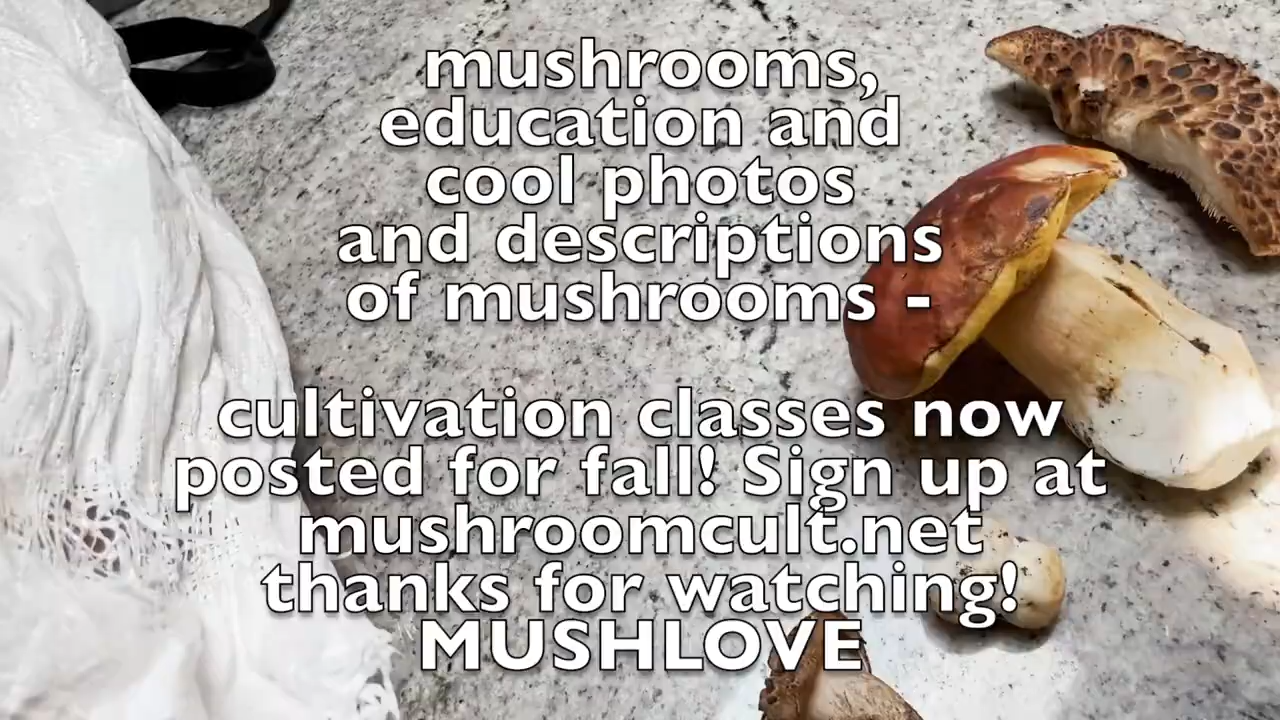 mushrooms,
education and
cool photos
and descriptions
of mushrooms -
cultivation classes now
posted for fall! Sign up at
mushroomcult.net
thanks for watching!
MUSHLOVE